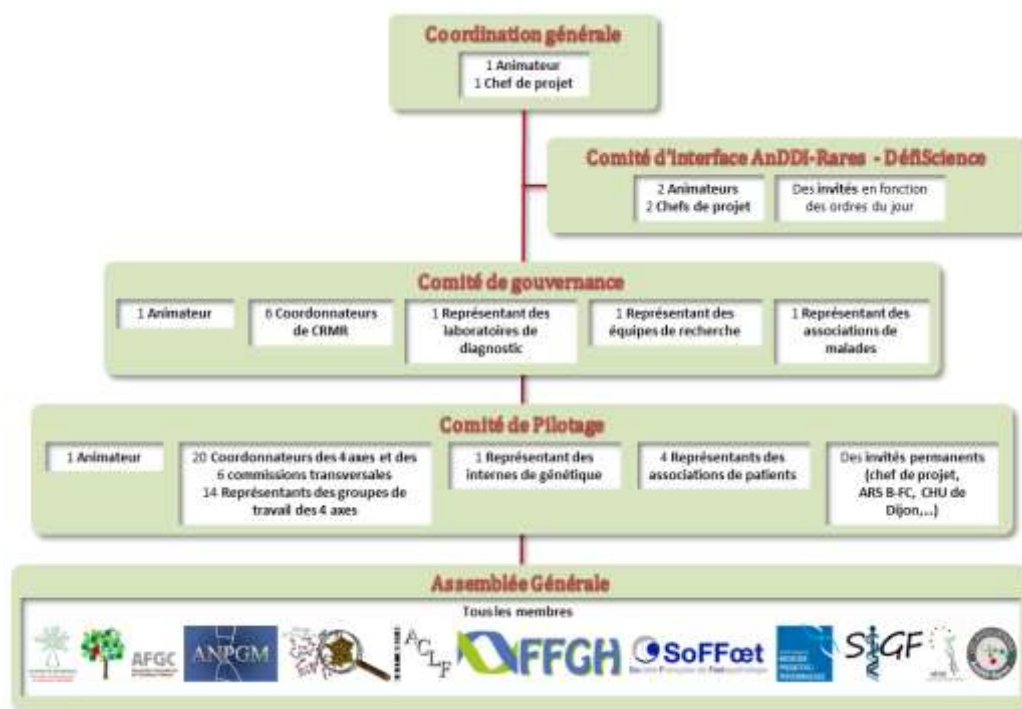 Coordination générale
1 Animateur
1 Chef de projet
Comité d'interface AnDDI-Rares - DéfiScience
2 Animateurs
2 Chefs de projet
Des invités en fonction
des ordres du jour
Comité de gouvernance
1 Animateur
6 Coordonnateurs
de CRMR
1 Représentant des
laboratoires de
diagnostic
1 Représentant des
équipes de recherche
1 Représentant des
associations de
malades
Comité de Pilotage
1 Animateur
20 Coordonnateurs des 4 axes et des
6 commissions transversales
14 Représentants des groupes de
travail des 4 axes
1 Représentant des
internes de génétique
4 Représentants des
associations de patients
Des invités permanents
(chef de projet,
ARS B-FC, CHU de
Dijon,...)
Assemblée Générale
Tous les membres
AFGC
ANPGM
ACLF
FFGH
SoFFœt
Société Française de Fœtopathologie
SIGF